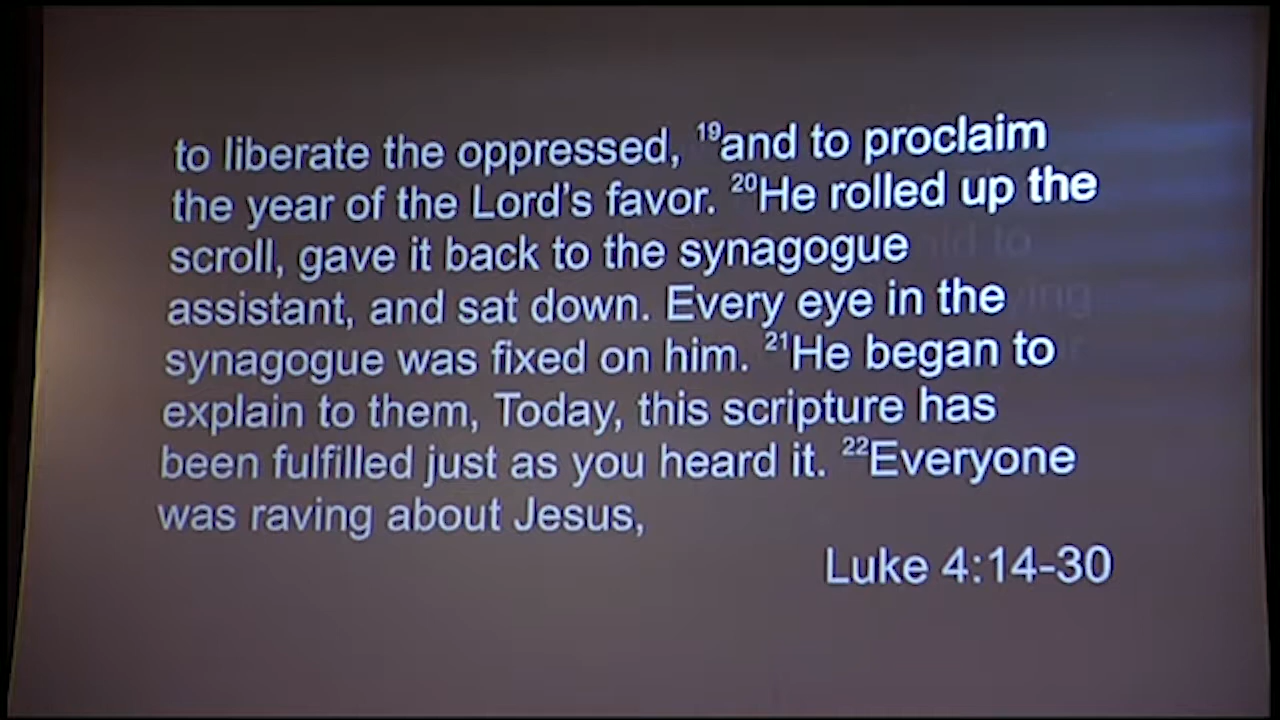 to liberate the oppressed, ¹⁹and to proclaim
the year of the Lord's favor. ²⁰He rolled up the
scroll, gave it back to the synagogue
assistant, and sat down. Every eye in the
synagogue was fixed on him. ²¹He began to
explain to them, Today, this scripture has
been fulfilled just as you heard it. ²²Everyone
was raving about Jesus,
Luke 4:14-30